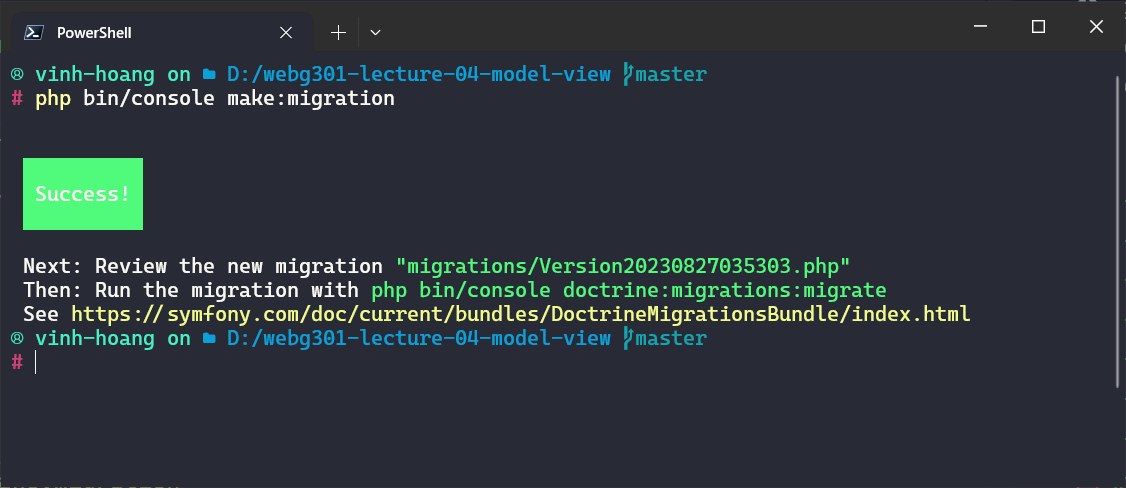 PowerShell
vinh-hoang on D:/webg301-lecture-04-model-view master
# php bin/console make:migration
Success!
Next: Review the new migration "migrations/Version20230827035303.php"
Then: Run the migration with php bin/console doctrine:migrations:migrate
See https://symfony.com/doc/current/bundles/DoctrineMigrationsBundle/index.html
vinh-hoang on D:/webg301-lecture-04-model-view master
#